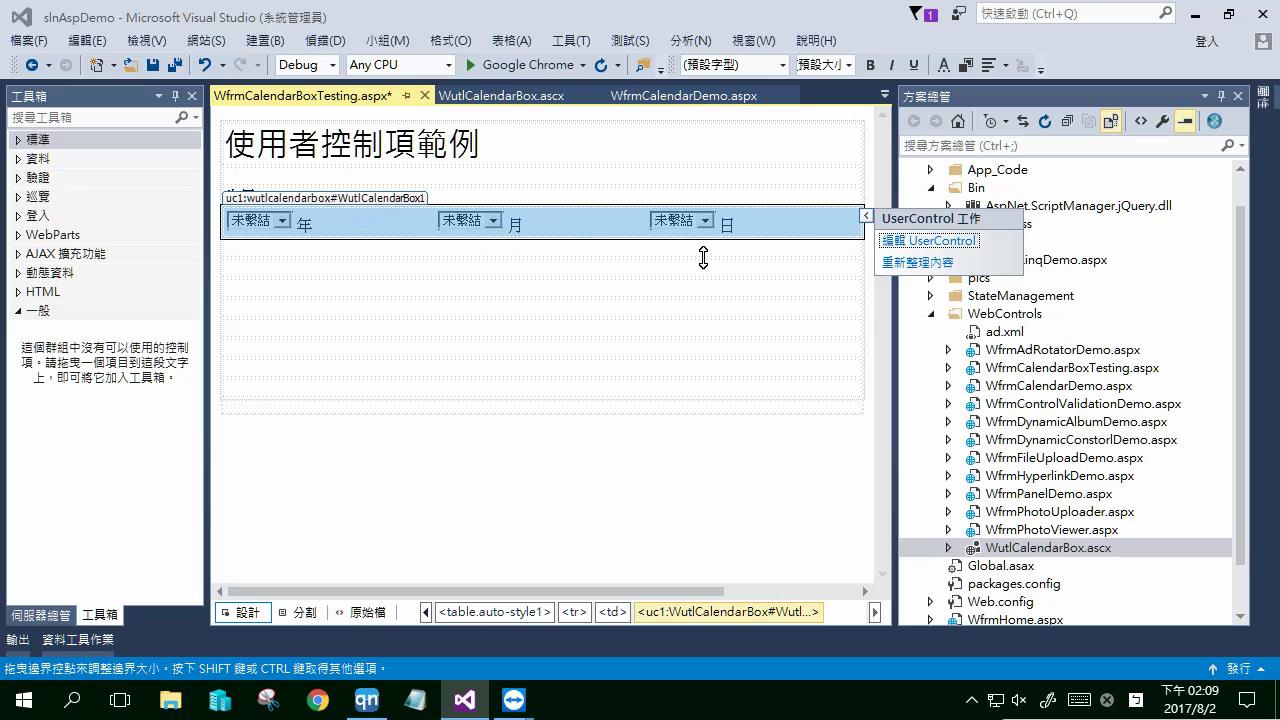 slnAspDemo - Microsoft Visual Studio (系統管理員)
1
快速啟動 (Ctrl+Q)
檔案(F) 編輯(E) 檢視(V) 網站(S) 建置(B) 偵錯(D) 小組(M) 格式(O) 表格(A) 工具(T) 測試(S) 分析(N) 視窗(W) 說明(H)
登入
Debug Any CPU Google Chrome (預設字型) 預設大小 B I U A
工具箱
搜尋工具箱
標準
資料
驗證
巡覽
登入
WebParts
AJAX 擴充功能
動態資料
HTML
一般
這個群組中沒有可以使用的控制
項。請拖曳一個項目到這段文字
上，即可將它加入工具箱。
伺服器總管 工具箱
WfrmCalendarBoxTesting.aspx* WutlCalendarBox.ascx WfrmCalendarDemo.aspx
使用者控制項範例
uc1:wutlcalendarbox#WutlCalendarBox1
未繫結 年 未繫結 月 未繫結 日
UserControl 工作
編輯 UserControl
重新整理內容
設計 分割 原始檔 <table.auto-style1> <tr> <td> <uc1:WutlCalendarBox#Wutl...>
方案總管
搜尋方案總管 (Ctrl+;)
App_Code
Bin
AspNet.ScriptManager.jQuery.dll
ss
inqDemo.aspx
pics
StateManagement
WebControls
ad.xml
WfrmAdRotatorDemo.aspx
WfrmCalendarBoxTesting.aspx
WfrmCalendarDemo.aspx
WfrmControlValidationDemo.aspx
WfrmDynamicAlbumDemo.aspx
WfrmDynamicConstorlDemo.aspx
WfrmFileUploadDemo.aspx
WfrmHyperlinkDemo.aspx
WfrmPanelDemo.aspx
WfrmPhotoUploader.aspx
WfrmPhotoViewer.aspx
WutlCalendarBox.ascx
Global.asax
packages.config
Web.config
WfrmHome.aspx
輸出 資料工具作業
拖曳邊界控點來調整邊界大小。按下 SHIFT 鍵或 CTRL 鍵取得其他選項。
發行
qn
下午 02:09
2017/8/2